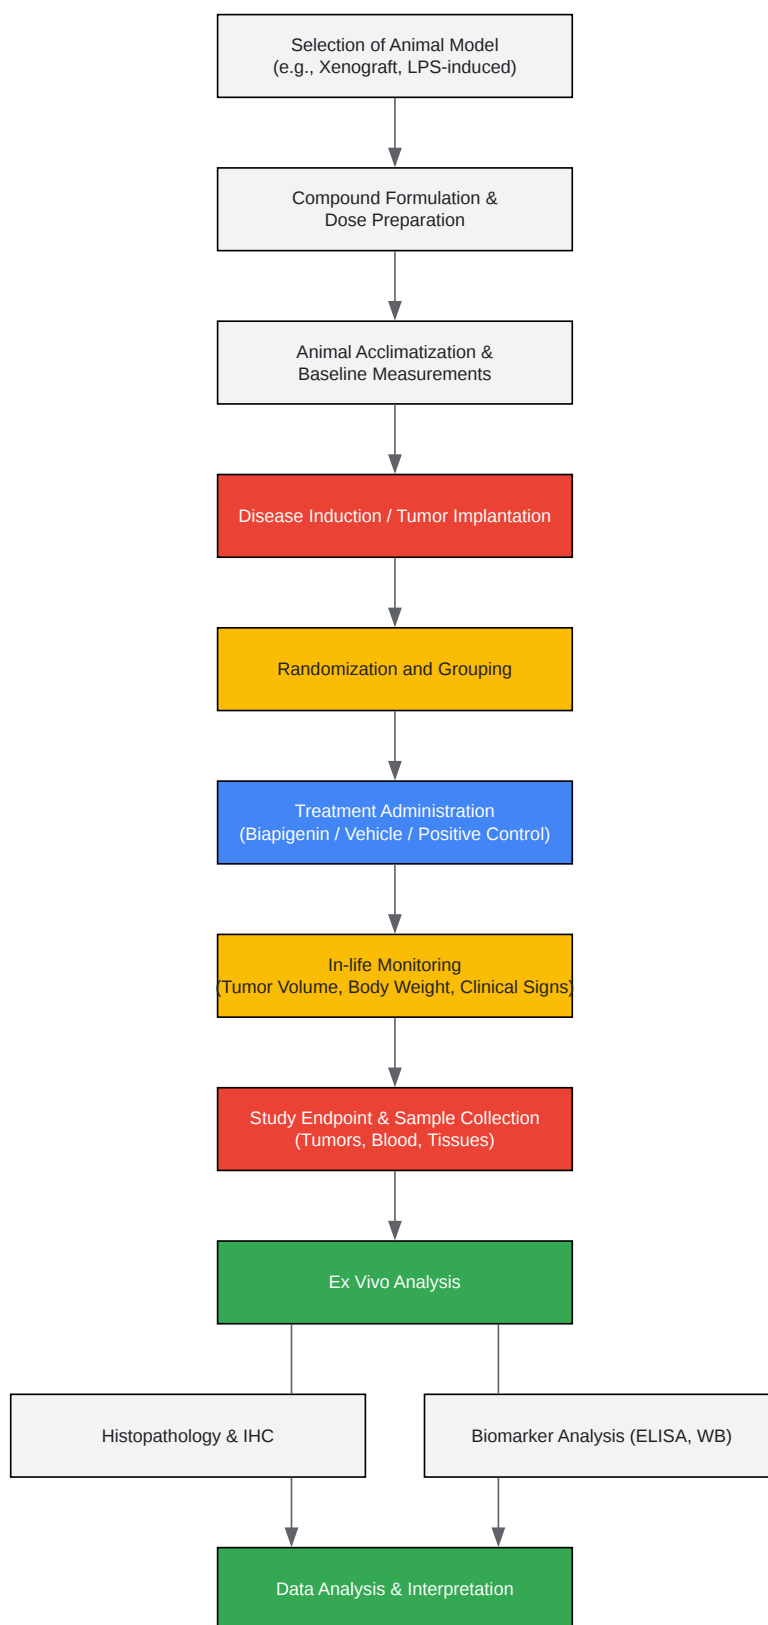 Selection of Animal Model
(e.g., Xenograft, LPS-induced)
Compound Formulation &
Dose Preparation
Animal Acclimatization &
Baseline Measurements
Disease Induction / Tumor Implantation
Randomization and Grouping
Treatment Administration
(Biapigenin / Vehicle / Positive Control)
In-life Monitoring
(Tumor Volume, Body Weight, Clinical Signs)
Study Endpoint & Sample Collection
(Tumors, Blood, Tissues)
Ex Vivo Analysis
Histopathology & IHC
Biomarker Analysis (ELISA, WB)
Data Analysis & Interpretation